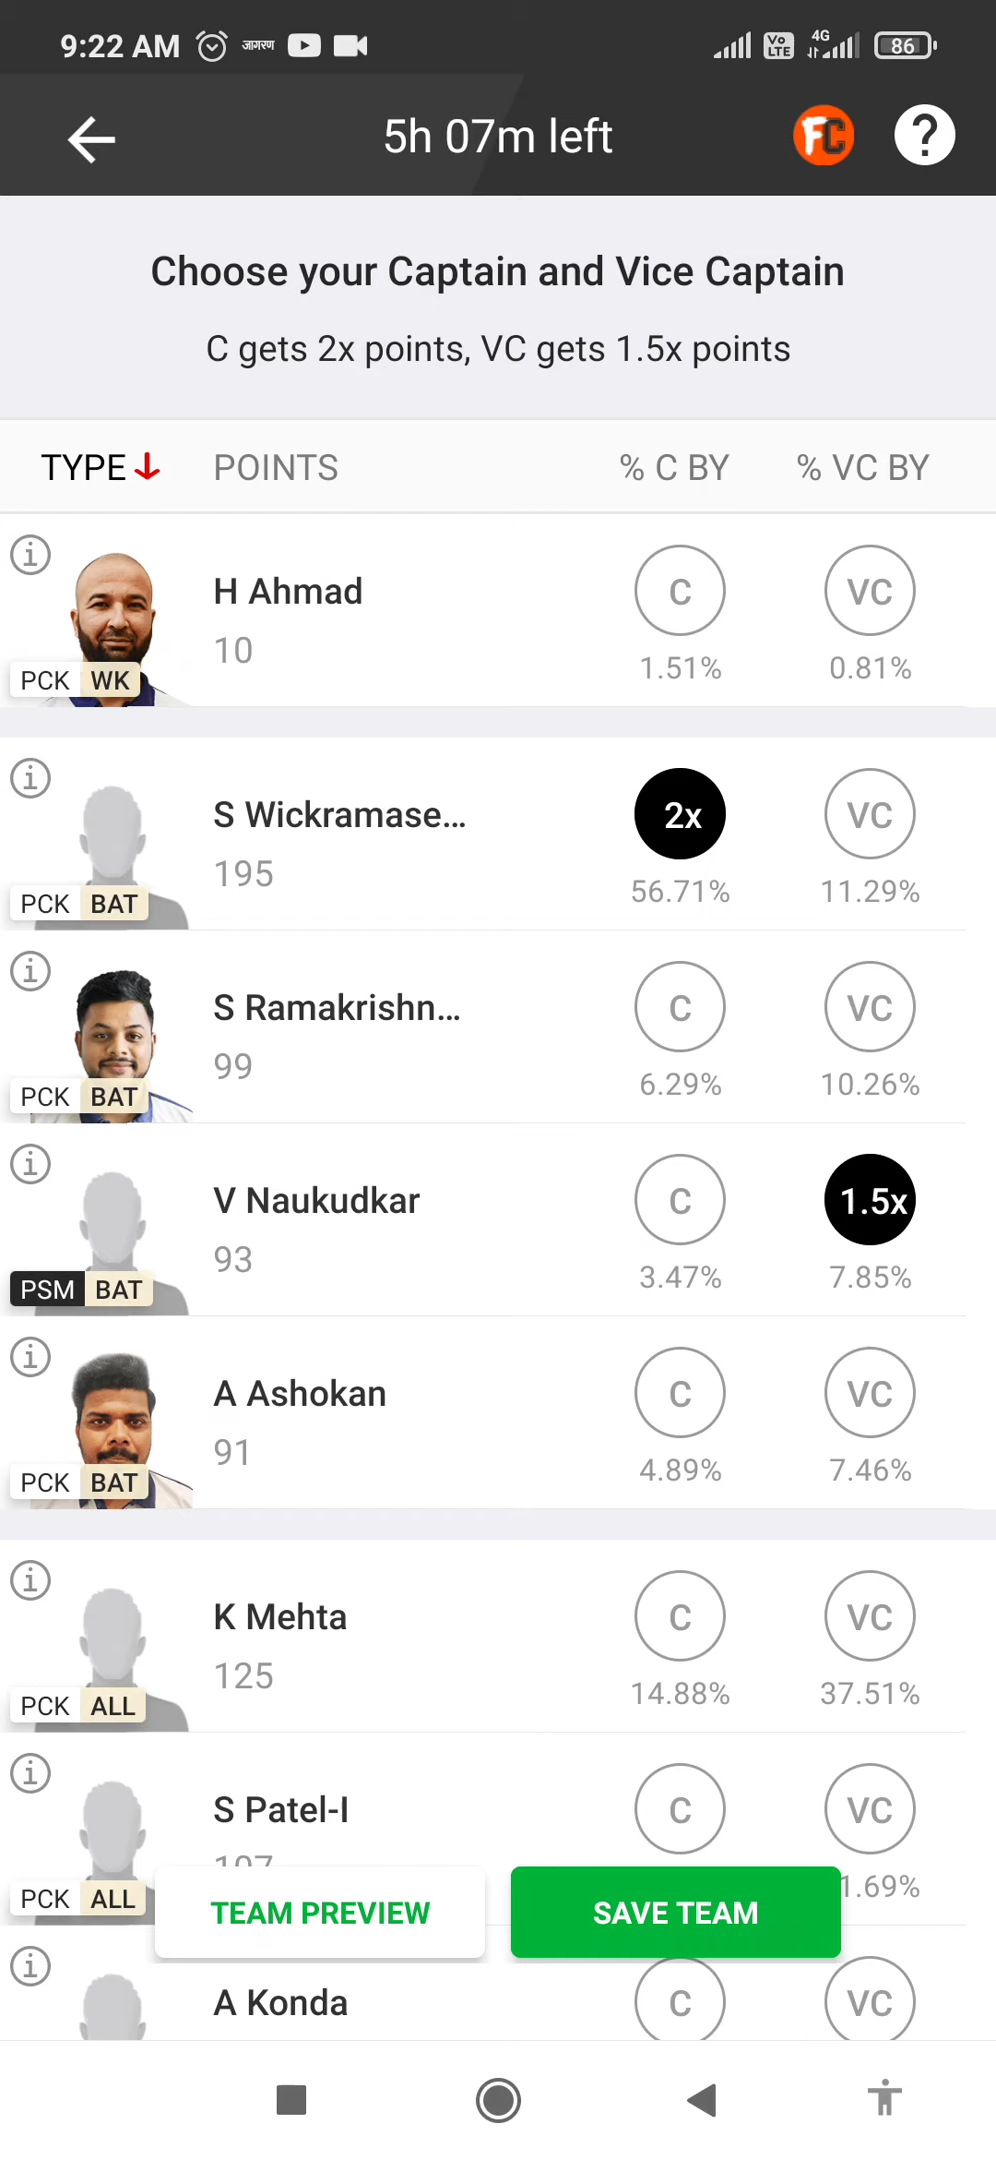 9:22 AM जागरण Vo LTE 4G 86
5h 07m left FC ?
Choose your Captain and Vice Captain
C gets 2x points, VC gets 1.5x points
TYPE POINTS % C BY % VC BY
H Ahmad C VC
10 1.51% 0.81%
PCK WK
S Wickramase... 2x VC
195 56.71% 11.29%
PCK BAT
S Ramakrishn... C VC
99 6.29% 10.26%
PCK BAT
V Naukudkar C 1.5x
93 3.47% 7.85%
PSM BAT
A Ashokan C VC
91 4.89% 7.46%
PCK BAT
K Mehta C VC
125 14.88% 37.51%
PCK ALL
S Patel-I C VC
1.69%
PCK ALL
TEAM PREVIEW SAVE TEAM
A Konda C VC